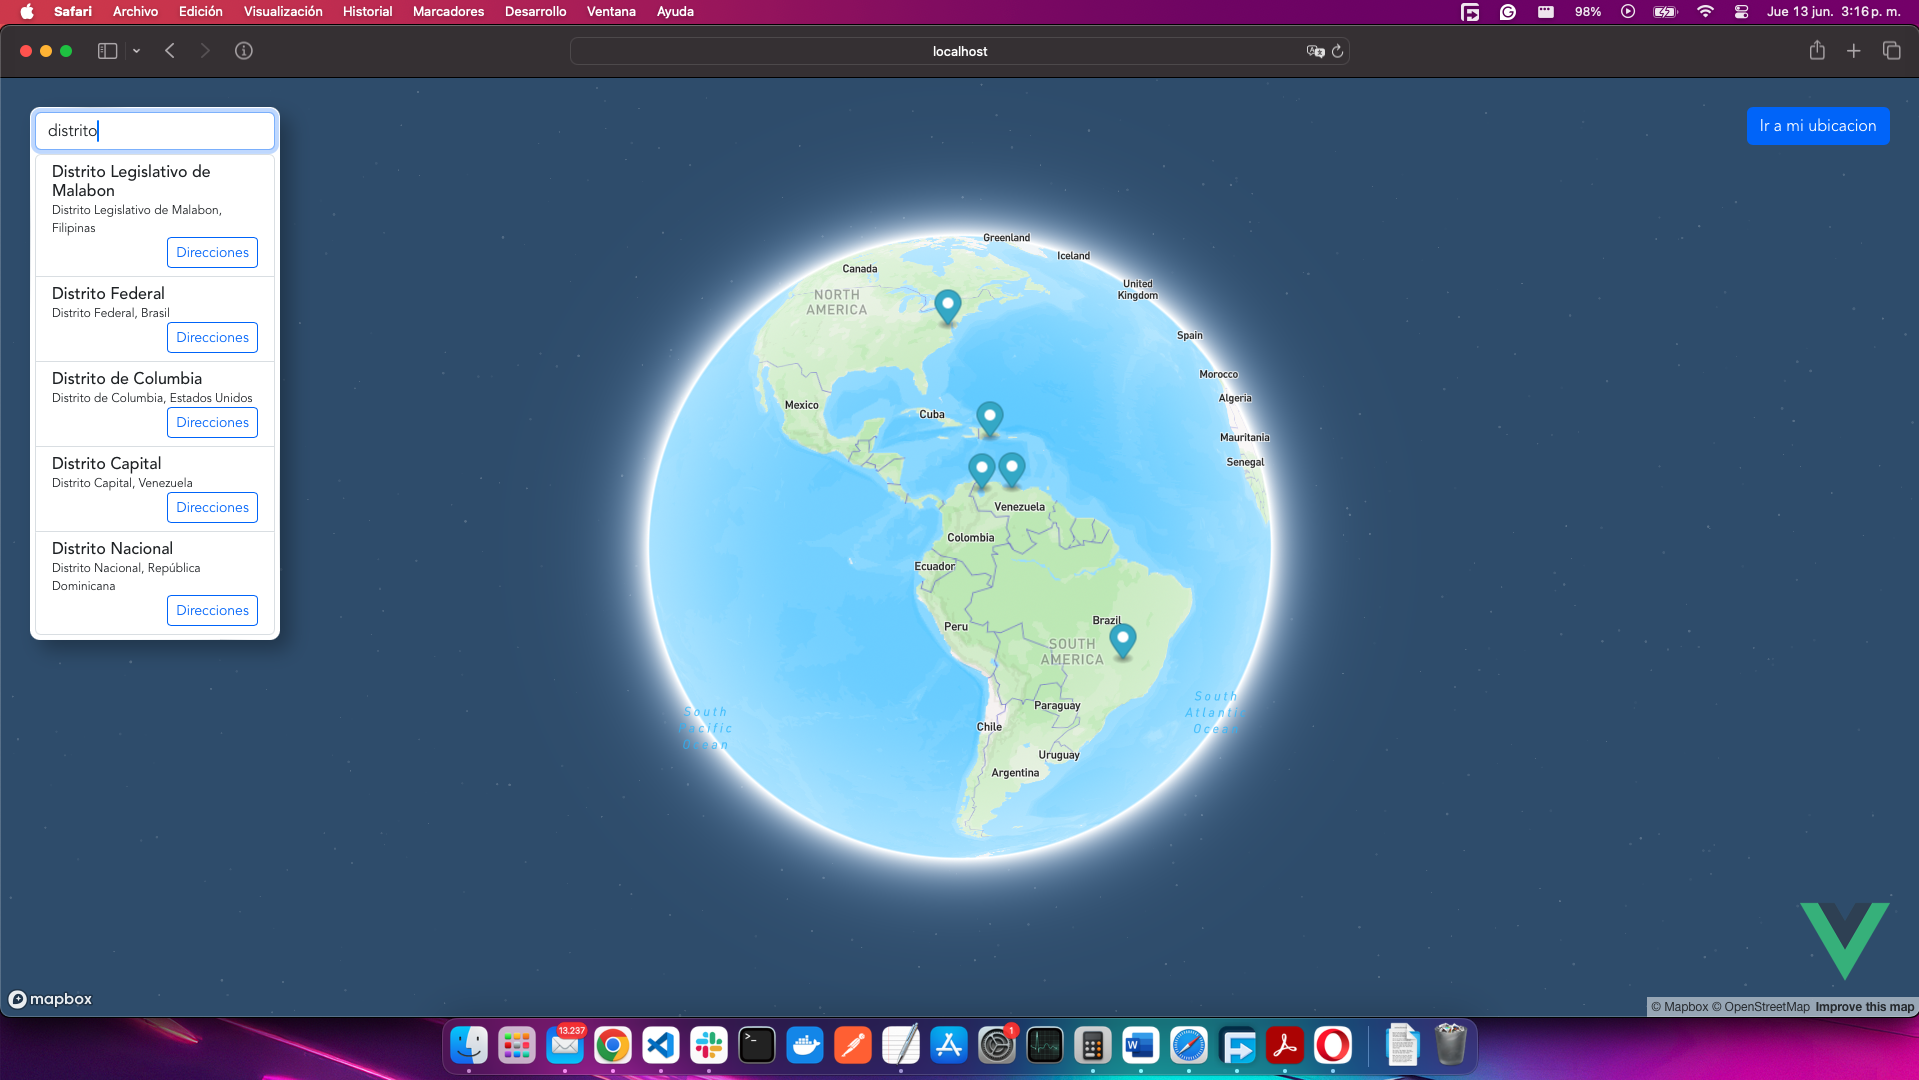 Safari Archivo Edición Visualización Historial Marcadores Desarrollo Ventana Ayuda
98% Jue 13 jun. 3:16 p. m.
localhost
distrito
Ir a mi ubicacion
Distrito Legislativo de
Malabon
Distrito Legislativo de Malabon,
Filipinas
Direcciones
Distrito Federal
Distrito Federal, Brasil
Direcciones
Distrito de Columbia
Distrito de Columbia, Estados Unidos
Direcciones
Distrito Capital
Distrito Capital, Venezuela
Direcciones
Distrito Nacional
Distrito Nacional, República
Dominicana
Direcciones
Greenland
Iceland
Canada
United
Kingdom
NORTH
AMERICA
Spain
Morocco
Algeria
Mexico
Cuba
Mauritania
Senegal
Venezuela
Colombia
Ecuador
Brazil
Peru
SOUTH
AMERICA
South
Atlantic
Ocean
Paraguay
South
Pacific
Ocean
Chile
Uruguay
Argentina
mapbox
© Mapbox © OpenStreetMap Improve this map
13.237
1